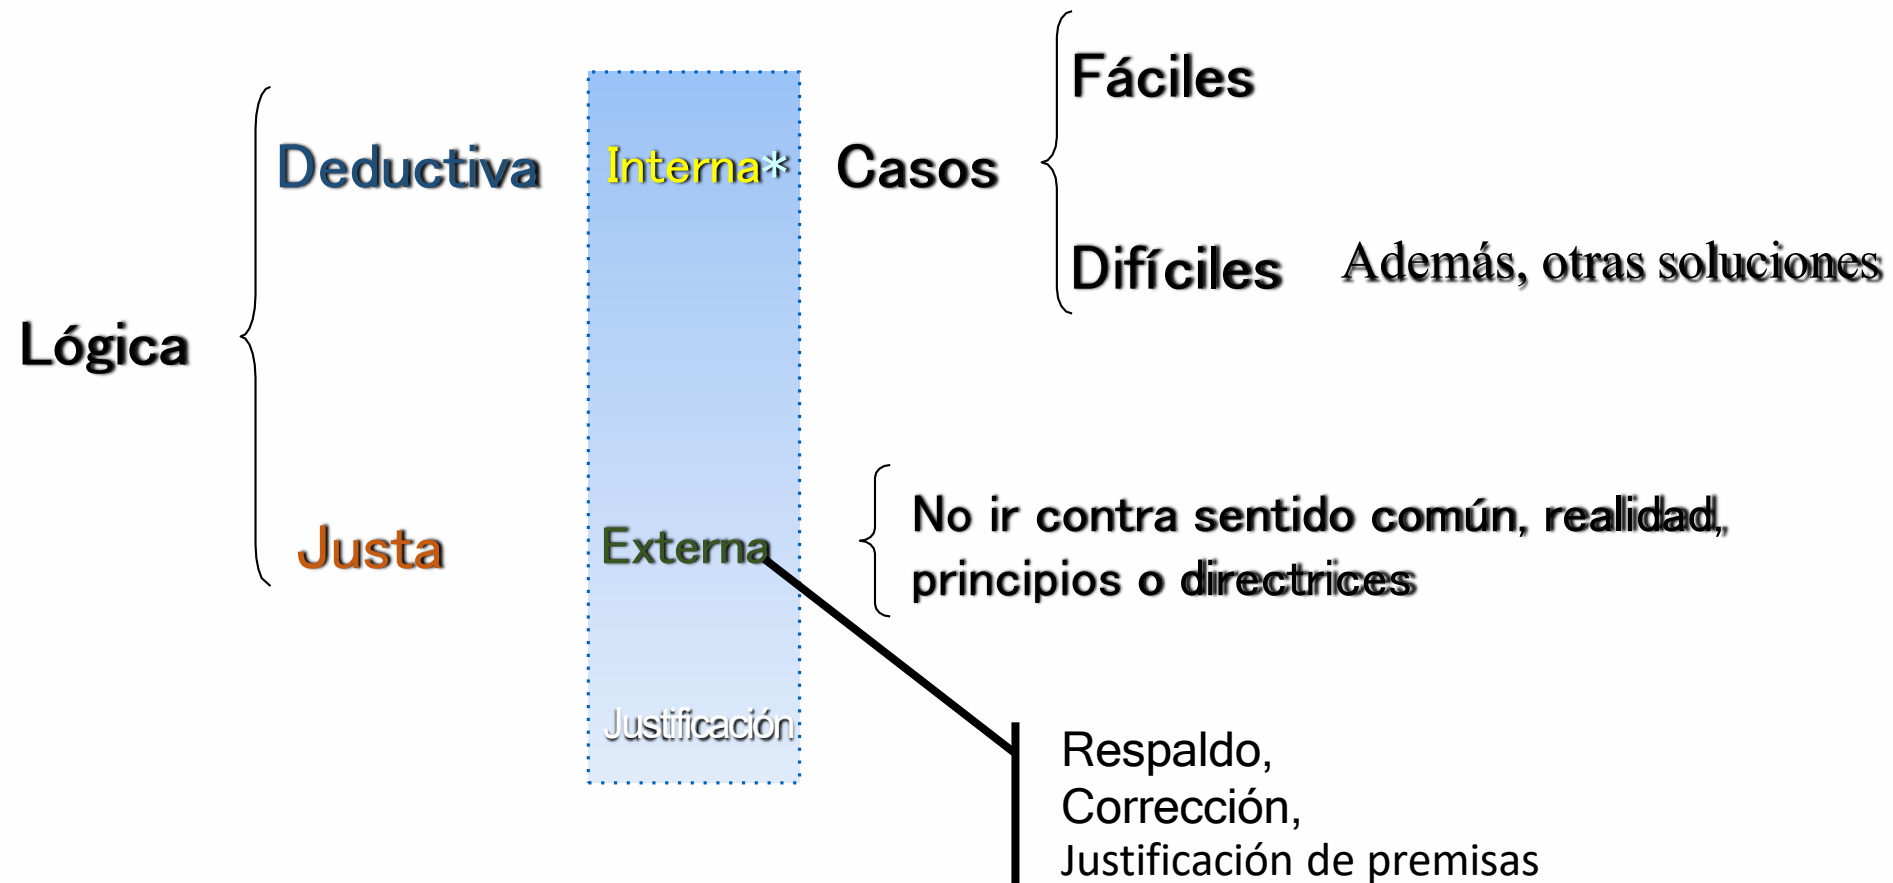 Lógica
Deductiva
Interna*
Casos
Fáciles
Difíciles
Además, otras soluciones
Justa
Externa
No ir contra sentido común, realidad,
principios o directrices
Justificación
Respaldo,
Corrección,
Justificación de premisas